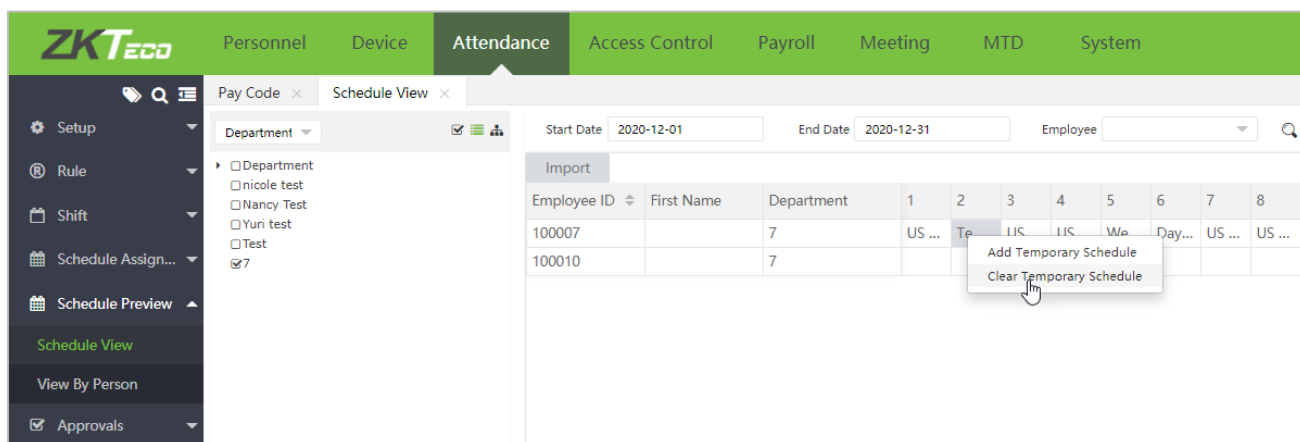 ZKTeco Personnel Device Attendance Access Control Payroll Meeting MTD System
Pay Code × Schedule View ×
Setup
Rule
Shift
Schedule Assign...
Schedule Preview
Schedule View
View By Person
Approvals
Department
Department
nicole test
Nancy Test
Yuri test
Test
7
Start Date 2020-12-01 End Date 2020-12-31 Employee
Import
Employee ID First Name Department 1 2 3 4 5 6 7 8
100007 7 US ... Te... US US We Day... US ... US ...
100010 7
Add Temporary Schedule
Clear Temporary Schedule